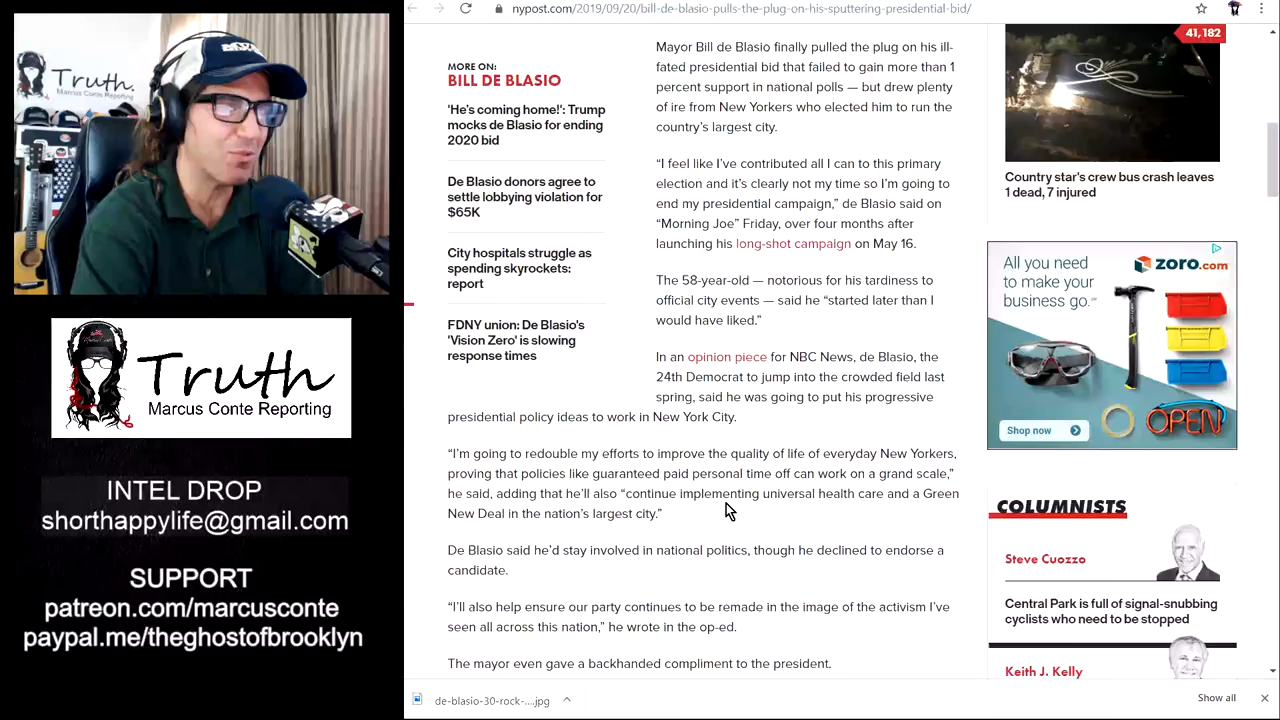 nypost.com/2019/09/20/bill-de-blasio-pulls-the-plug-on-his-sputtering-presidential-bid/
Truth.
Marcus Conte Reporting
Truth
Marcus Conte Reporting
INTEL DROP
shorthappylife@gmail.com
SUPPORT
patreon.com/marcusconte
paypal.me/theghostofbrooklyn
MORE ON:
BILL DE BLASIO
'He's coming home!': Trump
mocks de Blasio for ending
2020 bid
De Blasio donors agree to
settle lobbying violation for
$65K
City hospitals struggle as
spending skyrockets:
report
FDNY union: De Blasio's
'Vision Zero' is slowing
response times
Mayor Bill de Blasio finally pulled the plug on his ill-
fated presidential bid that failed to gain more than 1
percent support in national polls — but drew plenty
of ire from New Yorkers who elected him to run the
country's largest city.
“I feel like I've contributed all I can to this primary
election and it's clearly not my time so I'm going to
end my presidential campaign,” de Blasio said on
“Morning Joe” Friday, over four months after
launching his long-shot campaign on May 16.
The 58-year-old — notorious for his tardiness to
official city events — said he “started later than I
would have liked.”
In an opinion piece for NBC News, de Blasio, the
24th Democrat to jump into the crowded field last
spring, said he was going to put his progressive
presidential policy ideas to work in New York City.
“I'm going to redouble my efforts to improve the quality of life of everyday New Yorkers,
proving that policies like guaranteed paid personal time off can work on a grand scale,”
he said, adding that he'll also “continue implementing universal health care and a Green
New Deal in the nation's largest city.”
De Blasio said he'd stay involved in national politics, though he declined to endorse a
candidate.
“I'll also help ensure our party continues to be remade in the image of the activism I've
seen all across this nation,” he wrote in the op-ed.
The mayor even gave a backhanded compliment to the president.
41,182
Country star's crew bus crash leaves
1 dead, 7 injured
All you need
to make your
business go.
zoro.com
OPEN
Shop now
COLUMNISTS
Steve Cuozzo
Central Park is full of signal-snubbing
cyclists who need to be stopped
Keith J. Kelly
de-blasio-30-rock-....jpg
Show all